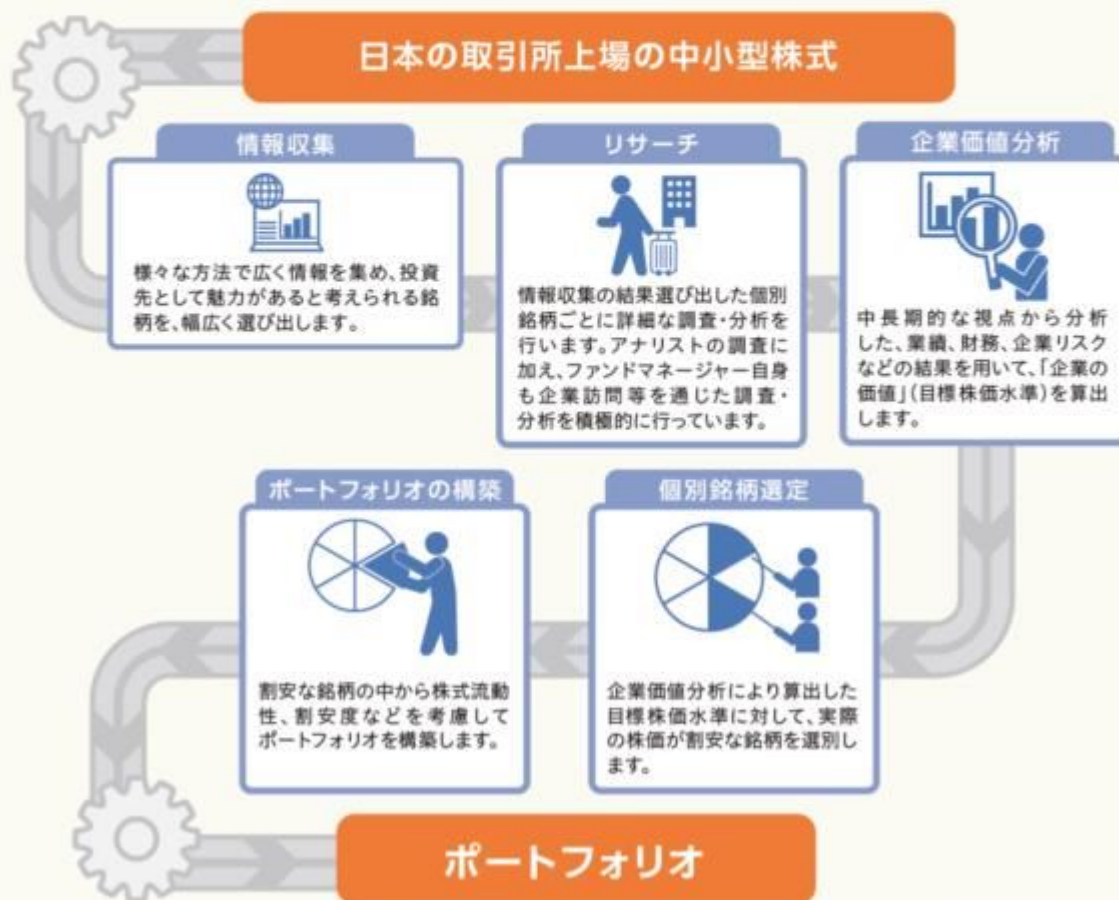 日本の取引所上場の中小型株式
情報収集
様々な方法で広く情報を集め、投資
先として魅力があると考えられる銘
柄を、幅広く選び出します。
リサーチ
情報収集の結果選び出した個別
銘柄ごとに詳細な調査・分析を
行います。アナリストの調査に
加え、ファンドマネージャー自身
も企業訪問等を通じた調査・
分析を積極的に行っています。
企業価値分析
中長期的な視点から分析
した、業績、財務、企業リスク
などの結果を用いて、「企業の
価値」(目標株価水準)を算出
します。
個別銘柄選定
企業価値分析により算出した
目標株価水準に対して、実際
の株価が割安な銘柄を選別し
ます。
ポートフォリオの構築
割安な銘柄の中から株式流動
性、割安度などを考慮して
ポートフォリオを構築します。
ポートフォリオ